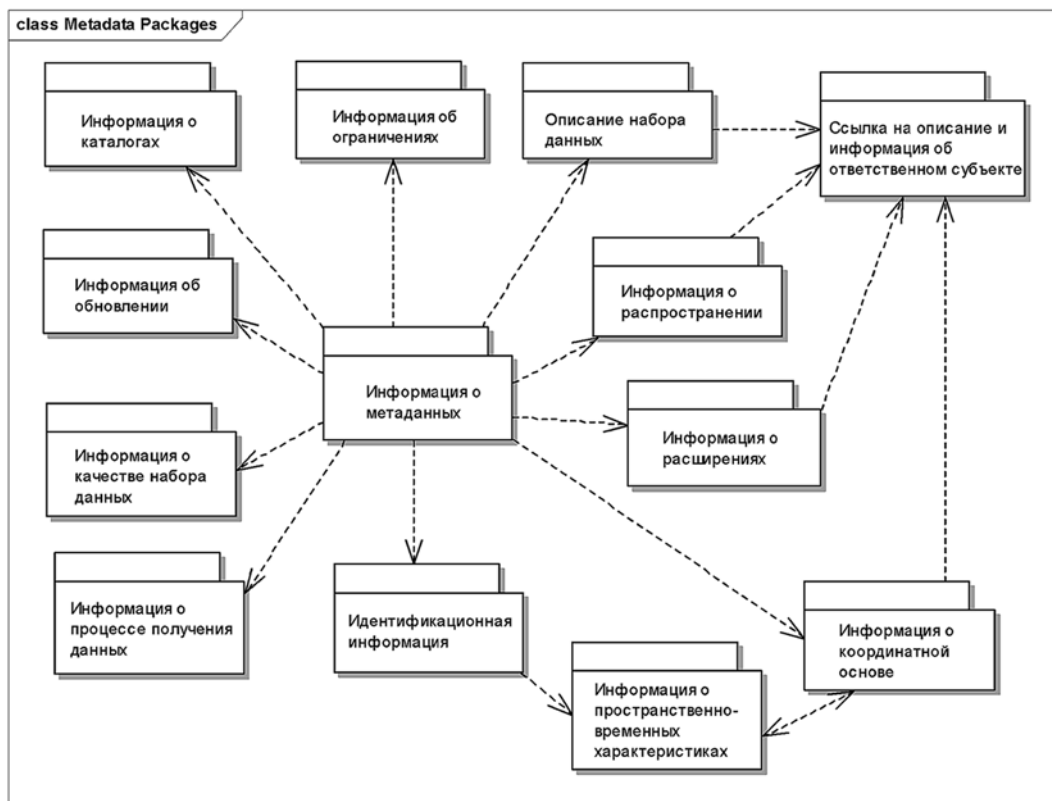 class Metadata Packages
Информация о
каталогах
Информация об
ограничениях
Описание набора
данных
Ссылка на описание и
информация об
ответственном субъекте
Информация об
обновлении
Информация о
распространении
Информация о
метаданных
Информация о
качестве набора
данных
Информация о
расширениях
Информация о
процессе получения
данных
Идентификационная
информация
Информация о
координатной
основе
Информация о
пространственно-
временных
характеристиках